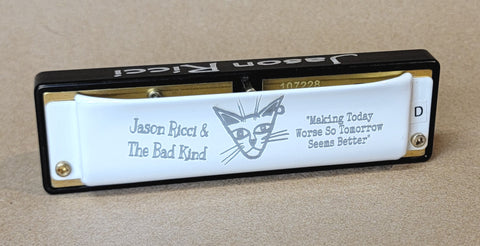 Jason Ricci
107228
Jason Ricci &
The Bad Kind
"Making Today
Worse So Tomorrow
Seems Better"
D